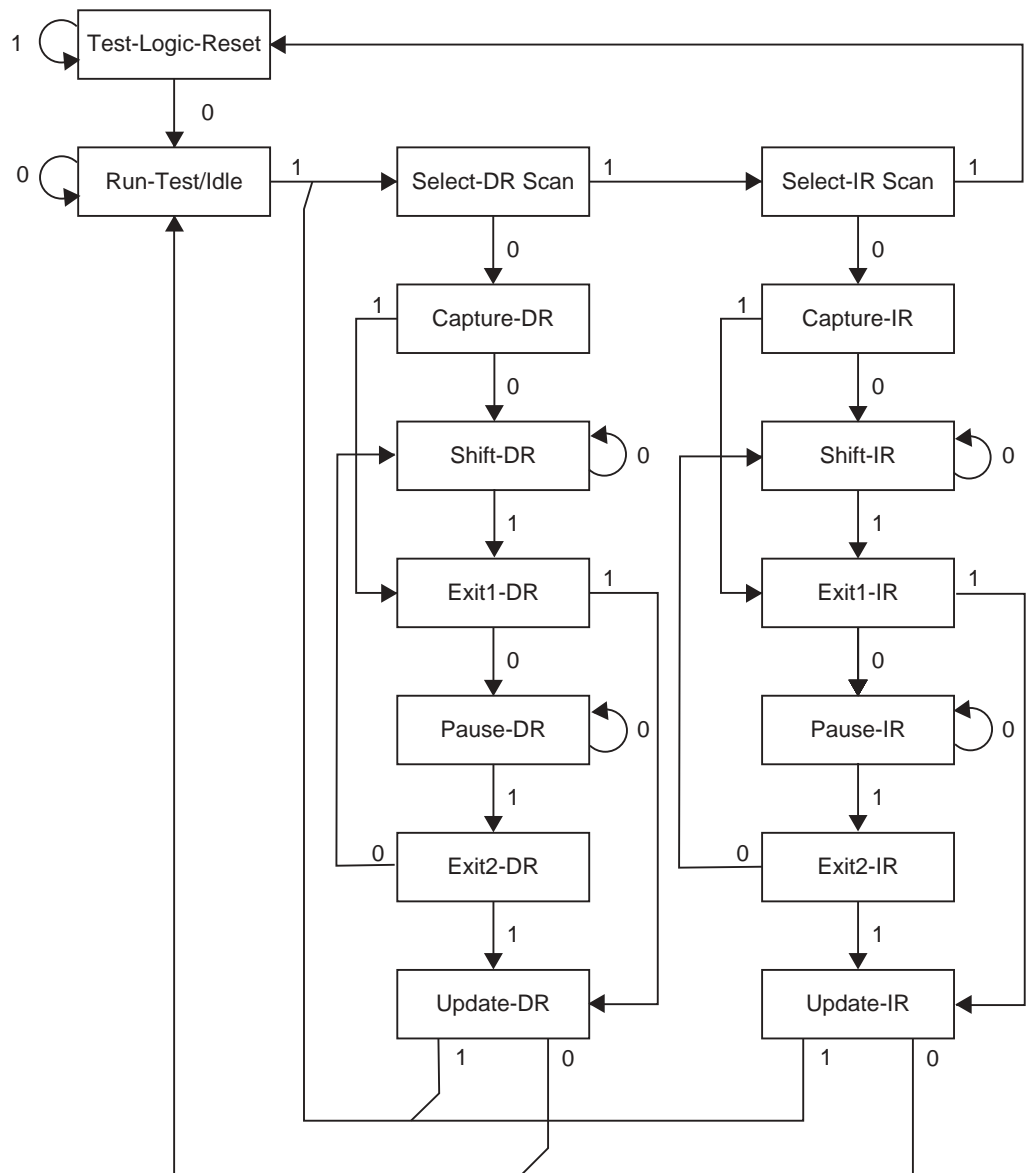 1 Test-Logic-Reset
0
0 Run-Test/Idle 1 Select-DR Scan 1 Select-IR Scan 1
0 0
1 Capture-DR 1 Capture-IR
0 0
Shift-DR 0 Shift-IR 0
1 1
Exit1-DR 1 Exit1-IR 1
0 0
Pause-DR 0 Pause-IR 0
1 1
0 Exit2-DR 0 Exit2-IR
1 1
Update-DR Update-IR
1 0 1 0